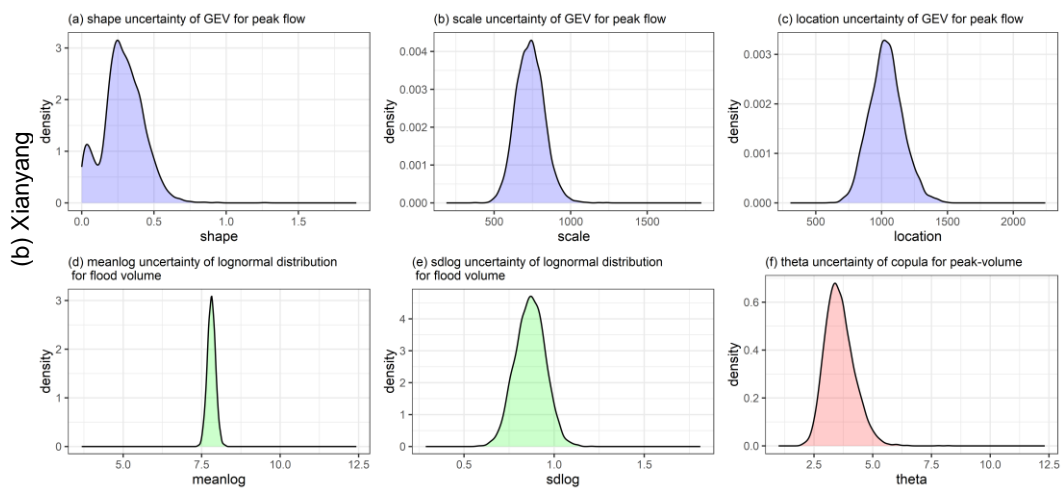 (b) Xianyang
(a) shape uncertainty of GEV for peak flow
density
3
2
1
0
0.0 0.5 1.0 1.5
shape
(b) scale uncertainty of GEV for peak flow
density
0.004
0.003
0.002
0.001
0.000
500 1000 1500
scale
(c) location uncertainty of GEV for peak flow
density
0.003
0.002
0.001
0.000
500 1000 1500 2000
location
(d) meanlog uncertainty of lognormal distribution
for flood volume
density
3
2
1
0
5.0 7.5 10.0 12.5
meanlog
(e) sdlog uncertainty of lognormal distribution
for flood volume
density
4
3
2
1
0
0.5 1.0 1.5
sdlog
(f) theta uncertainty of copula for peak-volume
density
0.6
0.4
0.2
0.0
2.5 5.0 7.5 10.0 12.5
theta